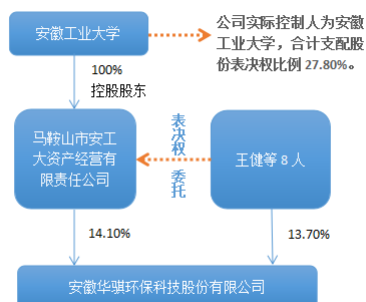 安徽工业大学
公司实际控制人为安徽
工业大学，合计支配股
份表决权比例 27.80%。
100%
控股股东
马鞍山市安工
大资产经营有
限责任公司
表决权 委托
王健等 8 人
14.10%
13.70%
安徽华骐环保科技股份有限公司